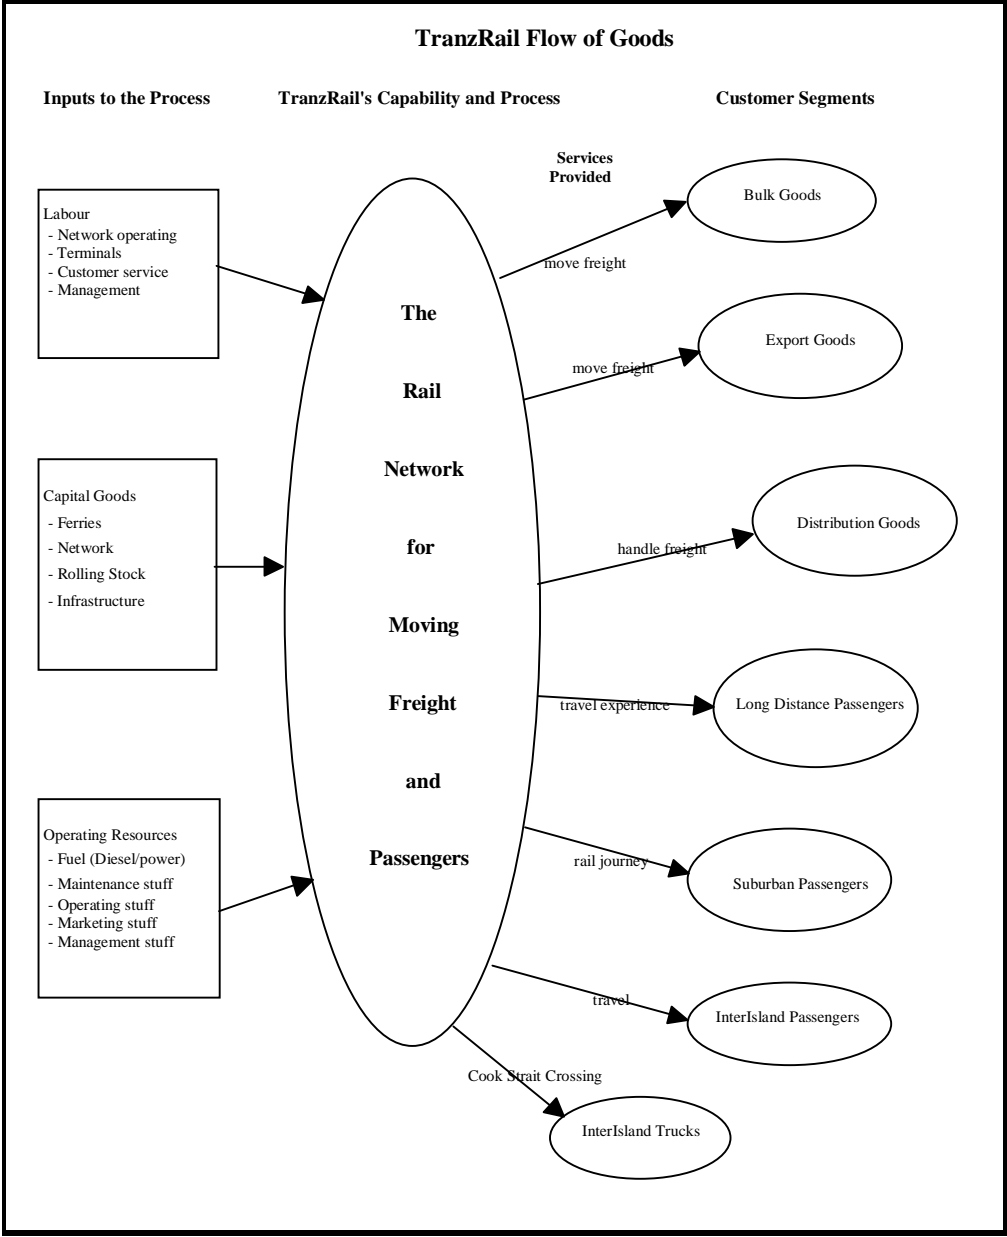 TranzRail Flow of Goods
Inputs to the Process
TranzRail's Capability and Process
Customer Segments
Services
Provided
Labour
- Network operating
- Terminals
- Customer service
- Management
Capital Goods
- Ferries
- Network
- Rolling Stock
- Infrastructure
Operating Resources
- Fuel (Diesel/power)
- Maintenance stuff
- Operating stuff
- Marketing stuff
- Management stuff
The
Rail
Network
for
Moving
Freight
and
Passengers
move freight
Bulk Goods
move freight
Export Goods
handle freight
Distribution Goods
travel experience
Long Distance Passengers
rail journey
Suburban Passengers
travel
InterIsland Passengers
Cook Strait Crossing
InterIsland Trucks